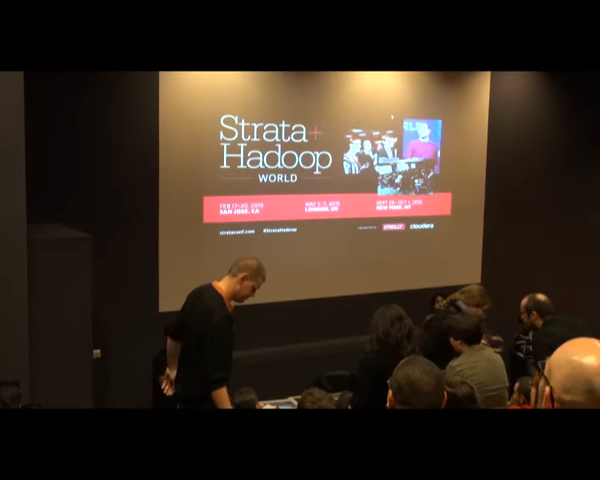 Strata+
Hadoop
WORLD
FEB 17–20, 2015
SAN JOSE, CA
MAY 5–7, 2015
LONDON, UK
SEPT 29–OCT 1, 2015
NEW YORK, NY
strataconf.com #StrataHadoop
O'REILLY cloudera